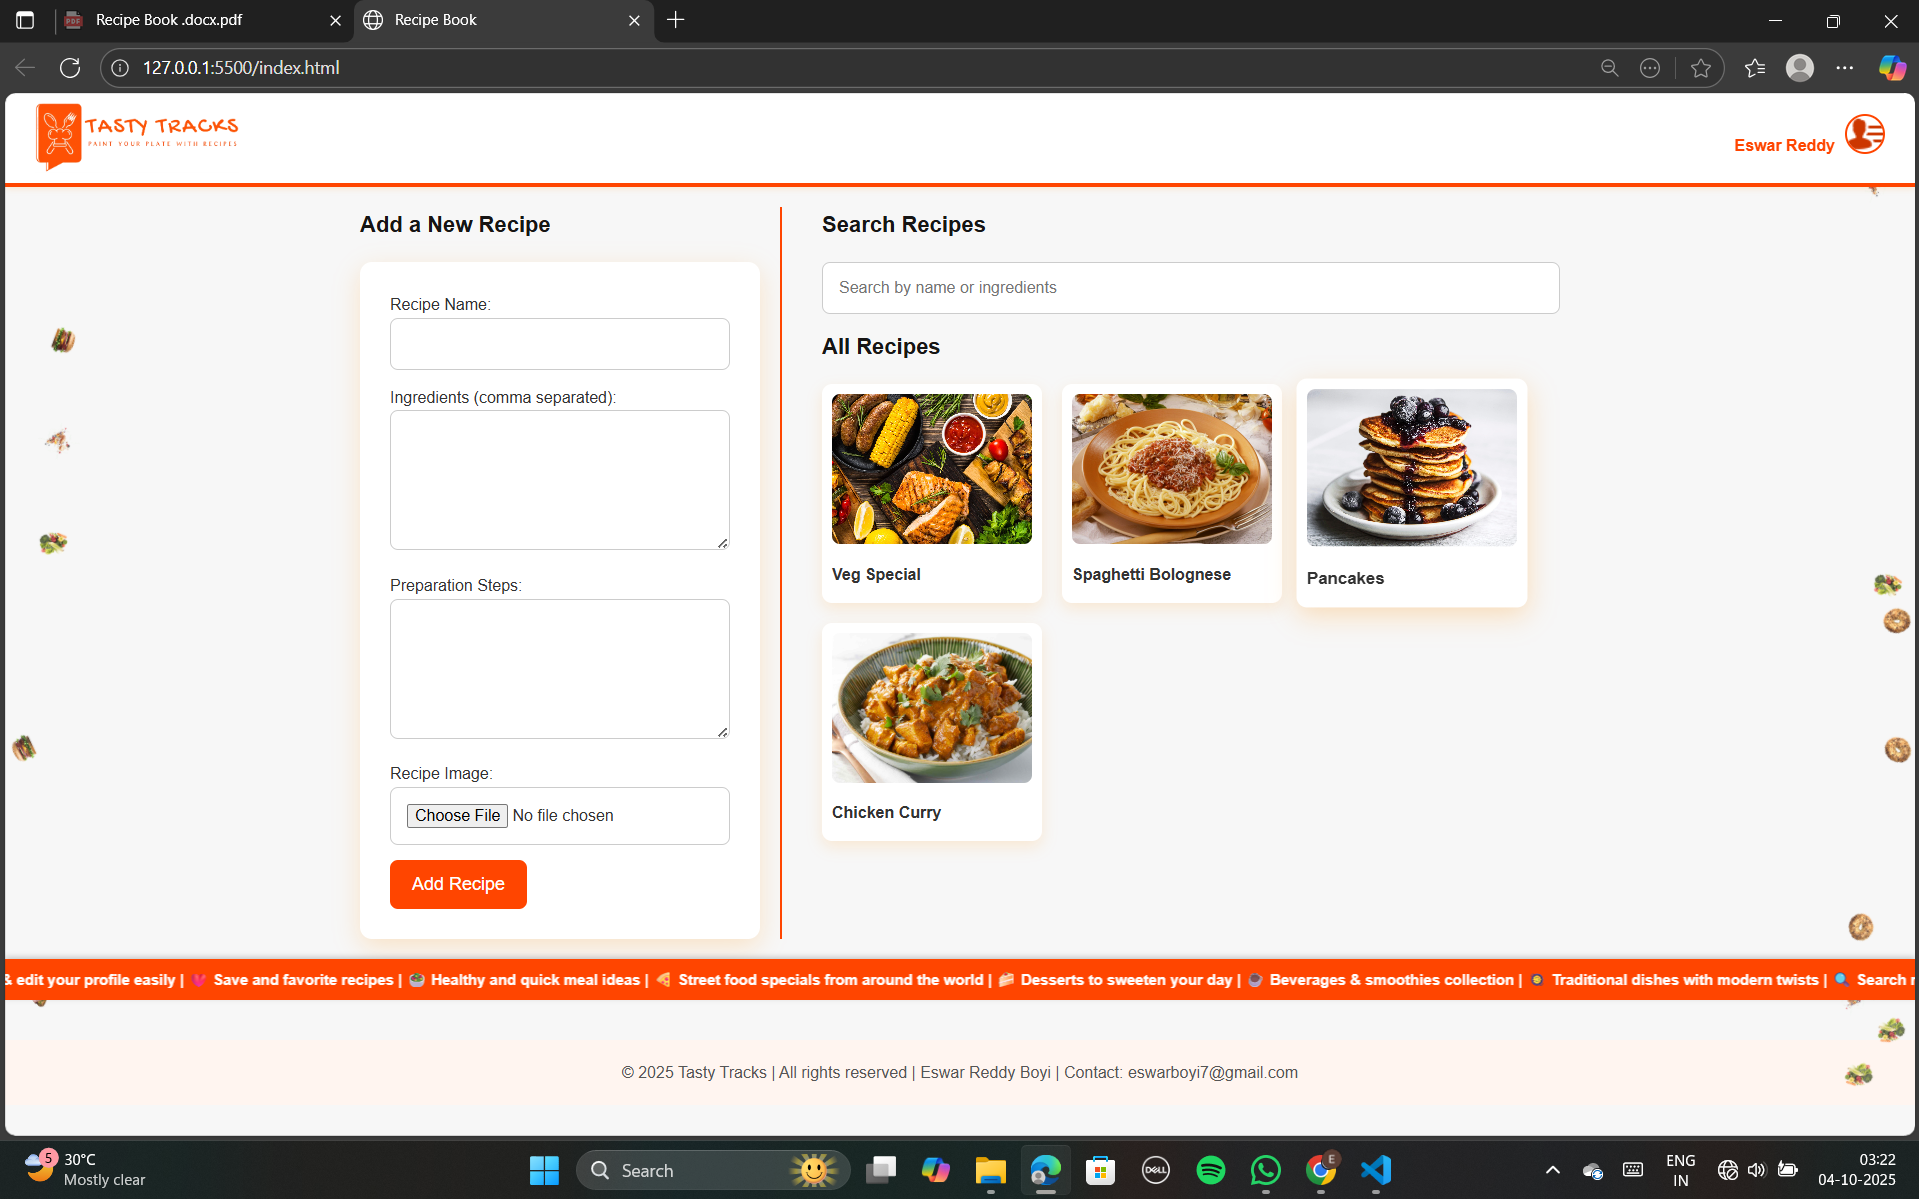 Recipe Book .docx.pdf
Recipe Book
127.0.0.1:5500/index.html
TASTY TRACKS
PAINT YOUR PLATE WITH RECIPES
Eswar Reddy
Add a New Recipe
Recipe Name:
Ingredients (comma separated):
Preparation Steps:
Recipe Image:
Choose File No file chosen
Add Recipe
Search Recipes
Search by name or ingredients
All Recipes
Veg Special
Spaghetti Bolognese
Pancakes
Chicken Curry
& edit your profile easily | 💖 Save and favorite recipes | 🥗 Healthy and quick meal ideas | 🍕 Street food specials from around the world | 🍰 Desserts to sweeten your day | ☕ Beverages & smoothies collection | 🥘 Traditional dishes with modern twists | 🔍 Search
© 2025 Tasty Tracks | All rights reserved | Eswar Reddy Boyi | Contact: eswarboyi7@gmail.com
5
30°C
Mostly clear
Search
DELL
E
ENG
IN
03:22
04-10-2025